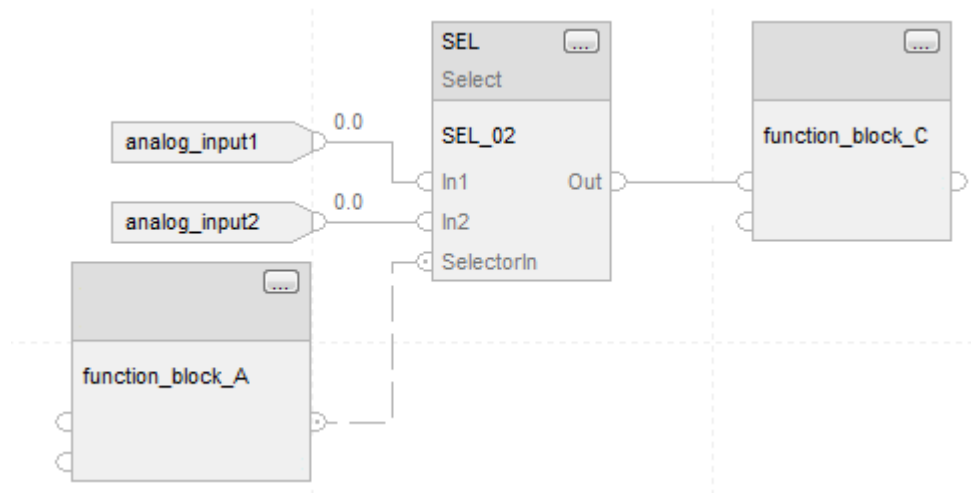 SEL ...
Select
SEL_02
In1 Out
In2
SelectorIn
...
function_block_C
0.0
analog_input1
0.0
analog_input2
...
function_block_A